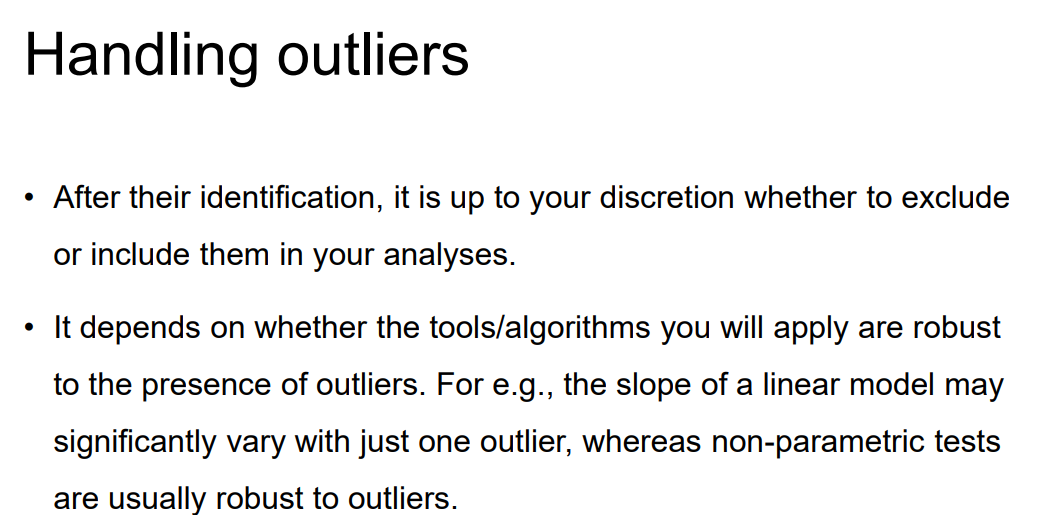 Handling outliers
• After their identification, it is up to your discretion whether to exclude
or include them in your analyses.
• It depends on whether the tools/algorithms you will apply are robust
to the presence of outliers. For e.g., the slope of a linear model may
significantly vary with just one outlier, whereas non-parametric tests
are usually robust to outliers.